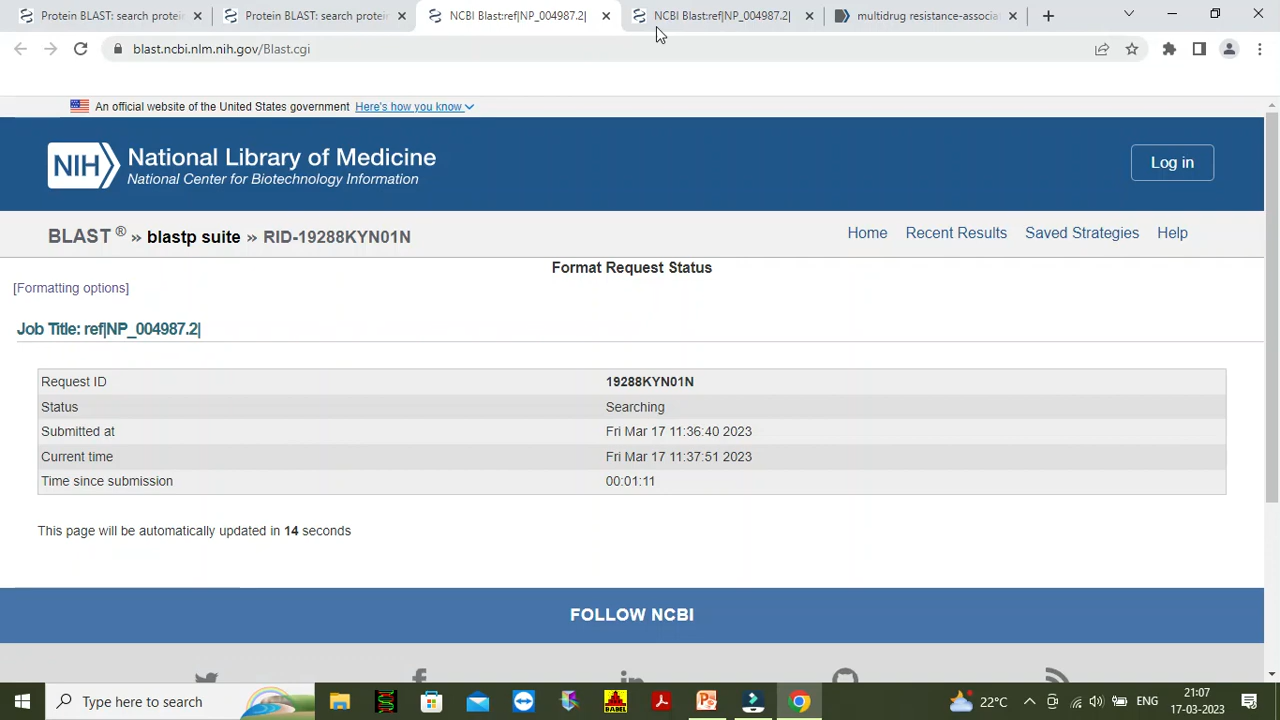 Protein BLAST: search protein
Protein BLAST: search protein
NCBI Blast:ref|NP_004987.2|
NCBI Blast:ref|NP_004987.2|
multidrug resistance-associa
blast.ncbi.nlm.nih.gov/Blast.cgi
An official website of the United States government Here's how you know
NIH National Library of Medicine
National Center for Biotechnology Information
Log in
BLAST ® » blastp suite » RID-19288KYN01N
Home Recent Results Saved Strategies Help
Format Request Status
[Formatting options]
Job Title: ref|NP_004987.2|
Request ID 19288KYN01N
Status Searching
Submitted at Fri Mar 17 11:36:40 2023
Current time Fri Mar 17 11:37:51 2023
Time since submission 00:01:11
This page will be automatically updated in 14 seconds
FOLLOW NCBI
Type here to search
22°C
ENG
21:07
17-03-2023